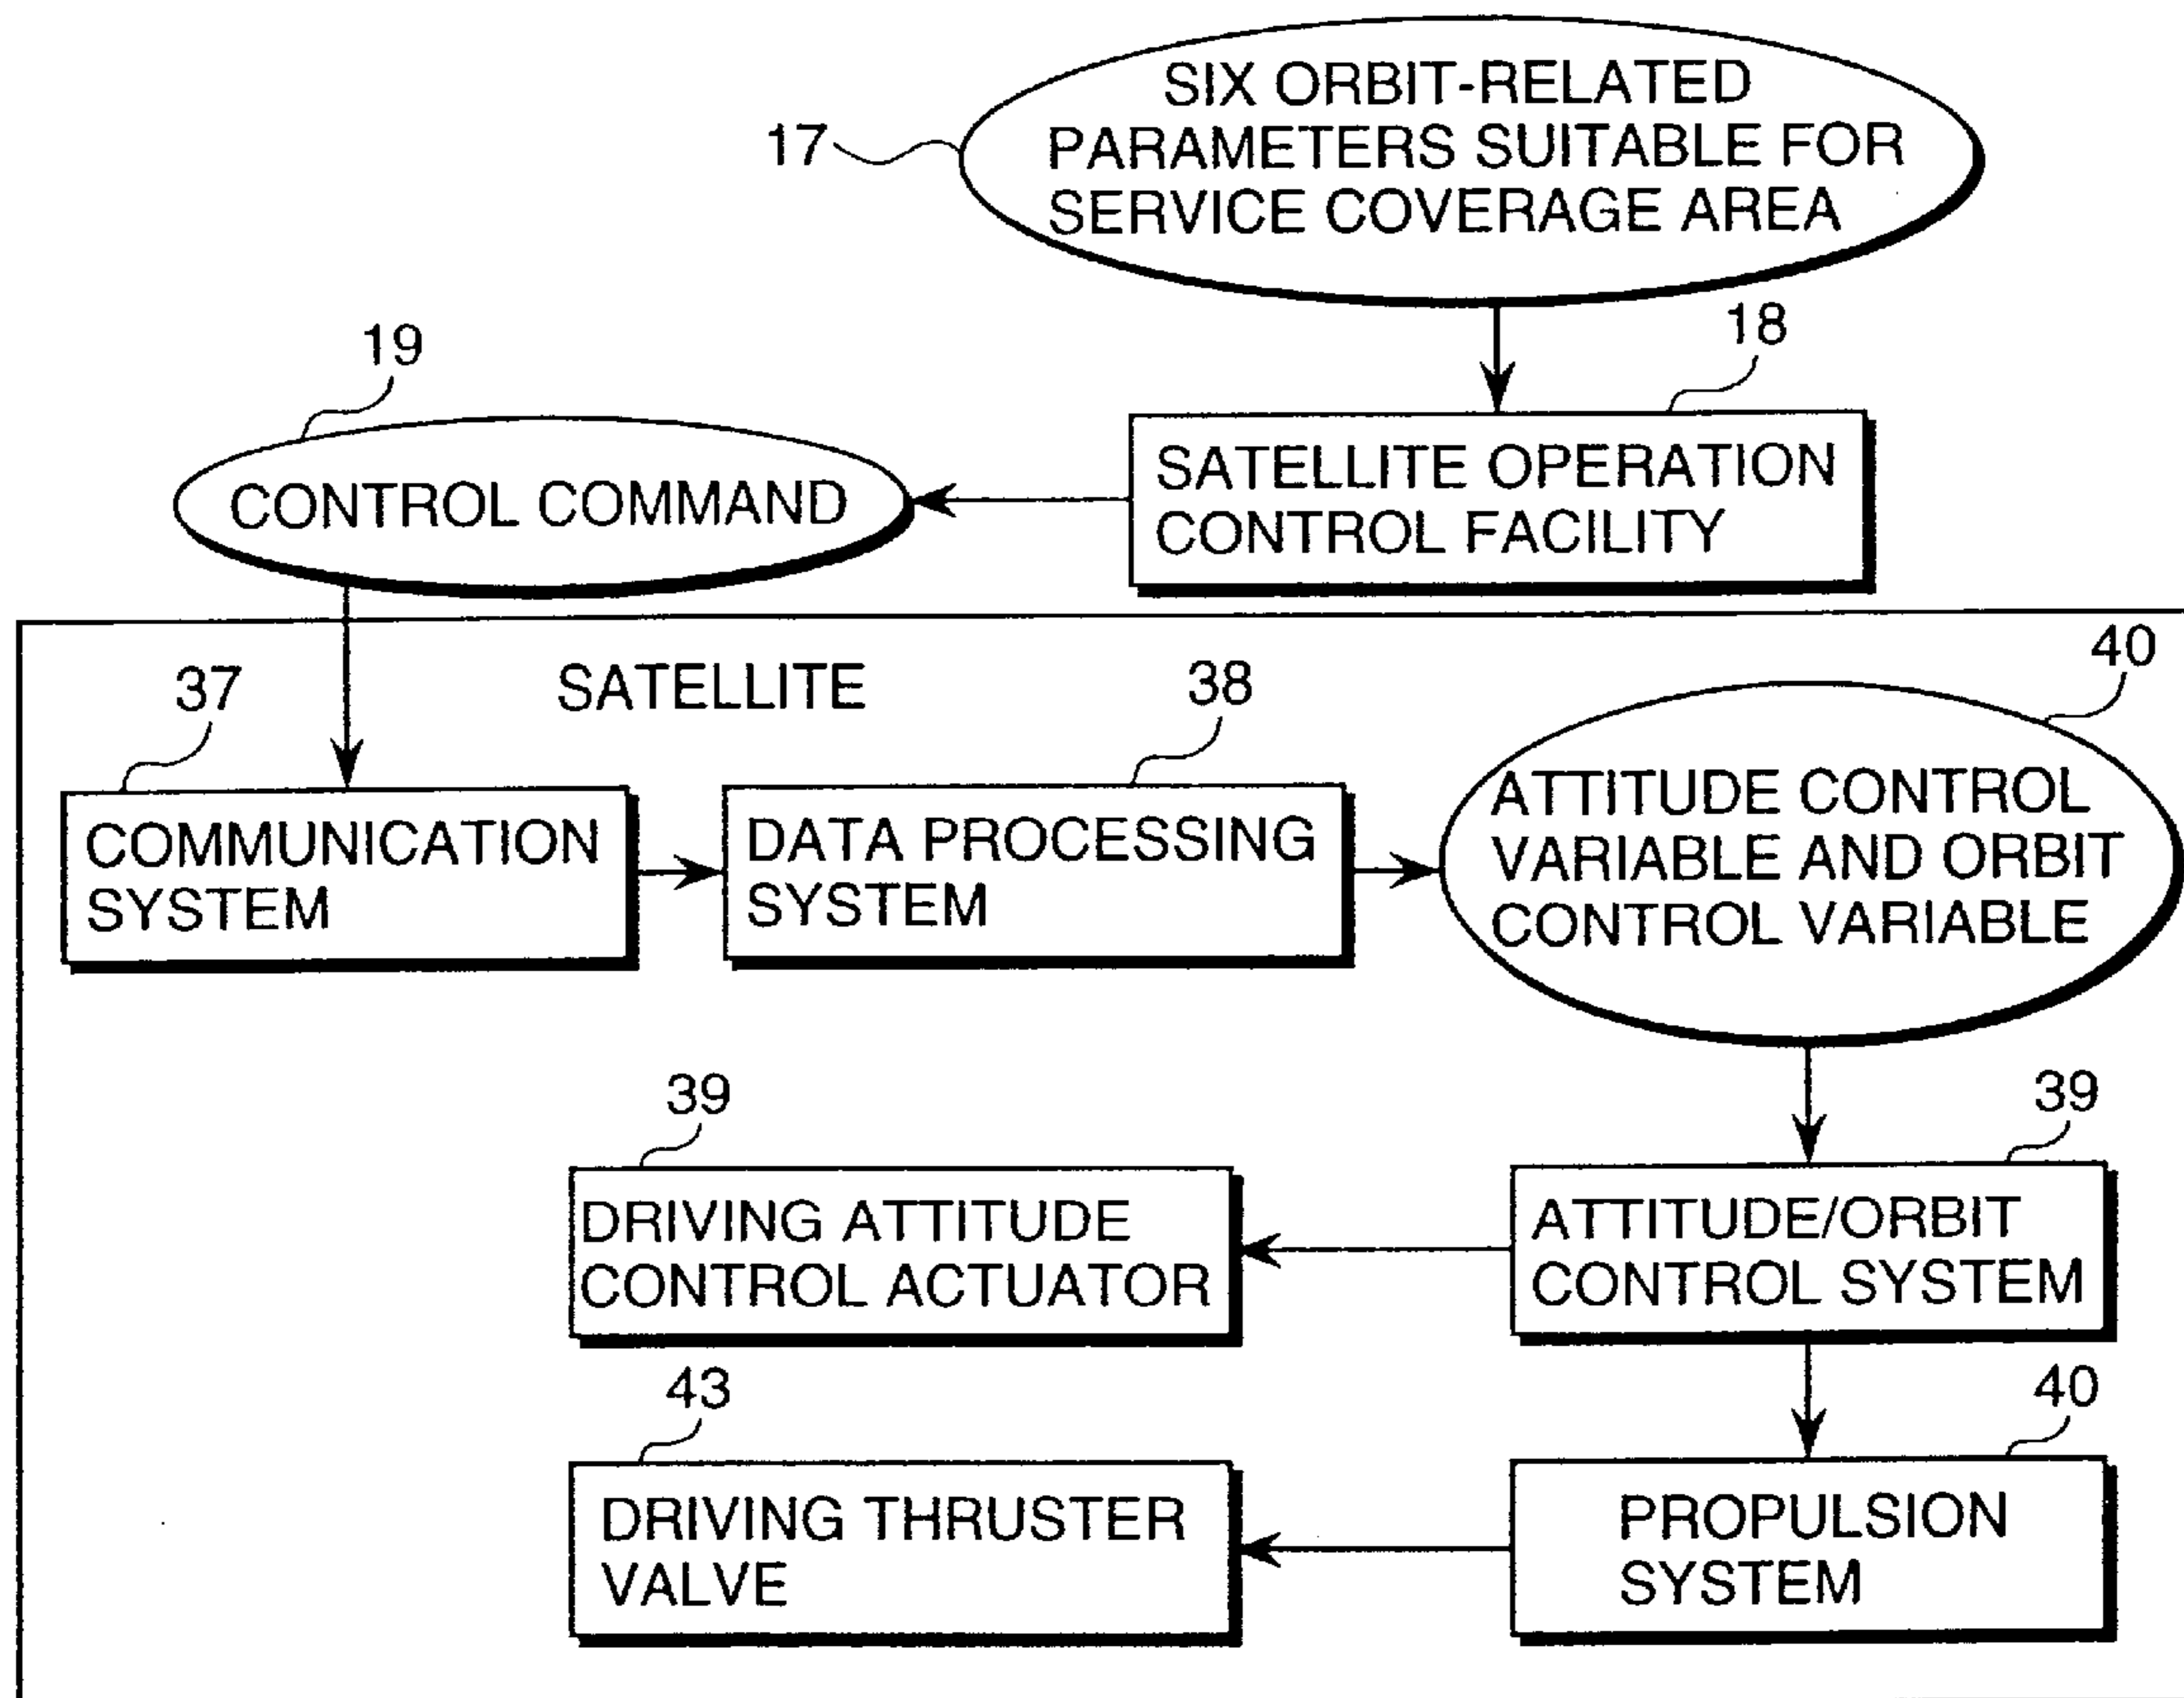 SIX ORBIT-RELATED
PARAMETERS SUITABLE FOR
SERVICE COVERAGE AREA
17
18
19
SATELLITE OPERATION
CONTROL FACILITY
CONTROL COMMAND
SATELLITE
37
38
40
COMMUNICATION
SYSTEM
DATA PROCESSING
SYSTEM
ATTITUDE CONTROL
VARIABLE AND ORBIT
CONTROL VARIABLE
39
39
DRIVING ATTITUDE
CONTROL ACTUATOR
ATTITUDE/ORBIT
CONTROL SYSTEM
43
40
DRIVING THRUSTER
VALVE
PROPULSION
SYSTEM